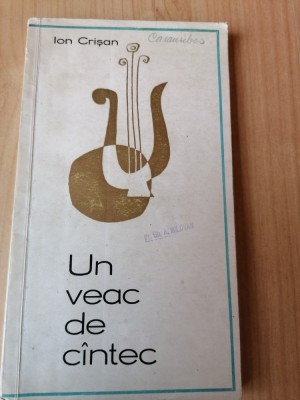 Ion Crișan
Un
veac
de
cîntec